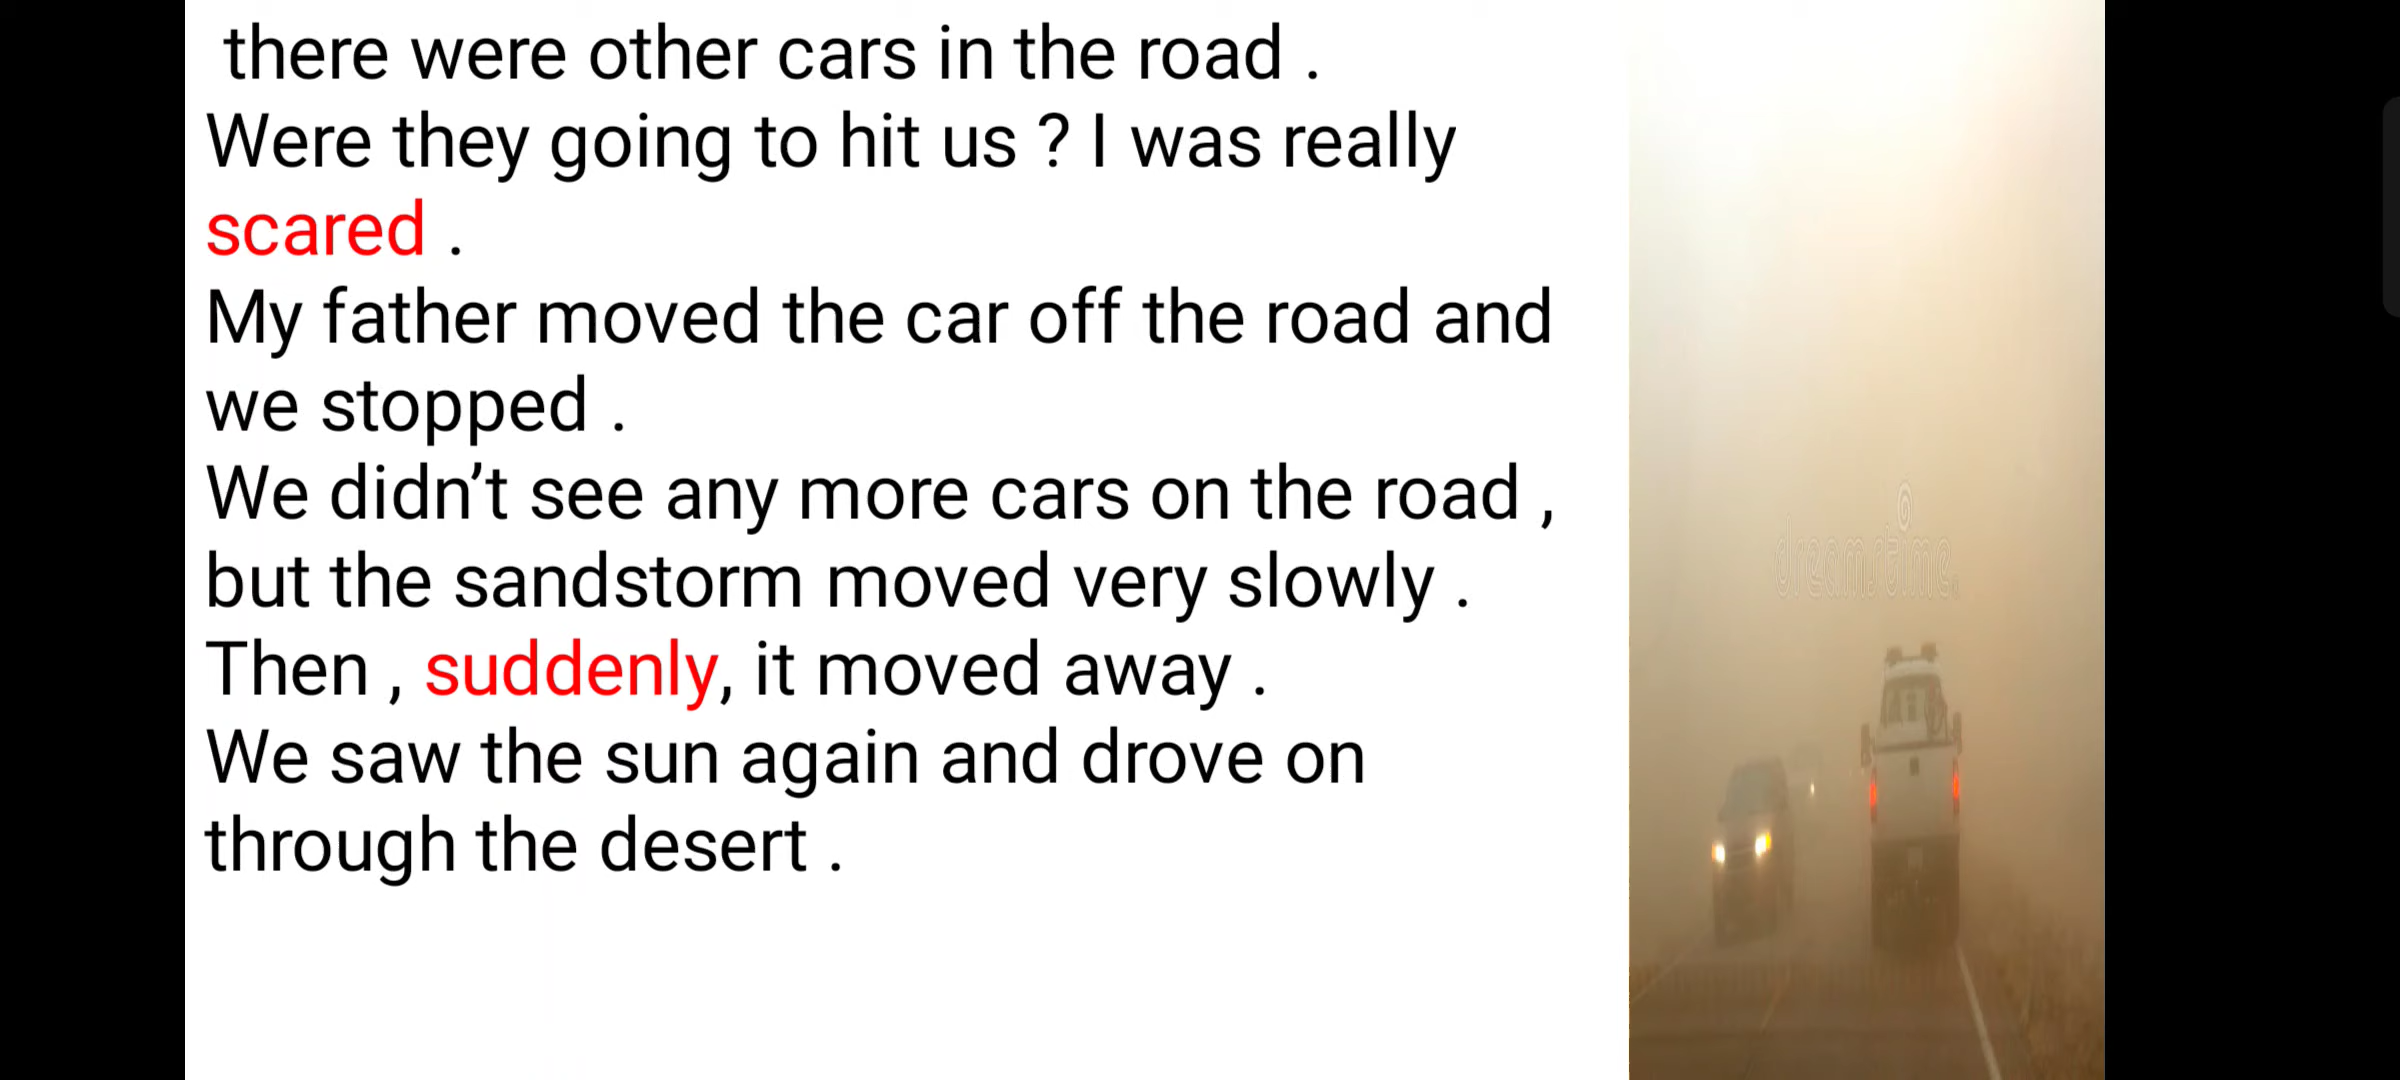 there were other cars in the road .
Were they going to hit us ? I was really
scared .
My father moved the car off the road and
we stopped .
We didn’t see any more cars on the road ,
but the sandstorm moved very slowly .
Then , suddenly, it moved away .
We saw the sun again and drove on
through the desert .
dreamstime.